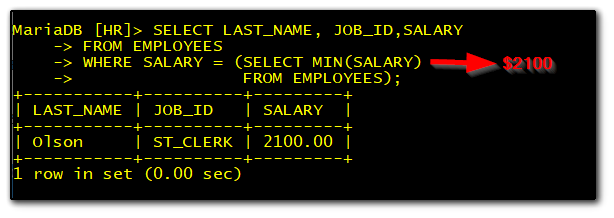 MariaDB [HR]> SELECT LAST_NAME, JOB_ID,SALARY
    -> FROM EMPLOYEES
    -> WHERE SALARY = (SELECT MIN(SALARY) $2100
    ->                 FROM EMPLOYEES);
+-----------+----------+---------+
| LAST_NAME | JOB_ID   | SALARY  |
+-----------+----------+---------+
| Olson     | ST_CLERK | 2100.00 |
+-----------+----------+---------+
1 row in set (0.00 sec)